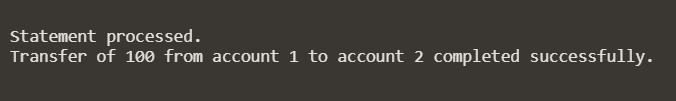 Statement processed.
Transfer of 100 from account 1 to account 2 completed successfully.